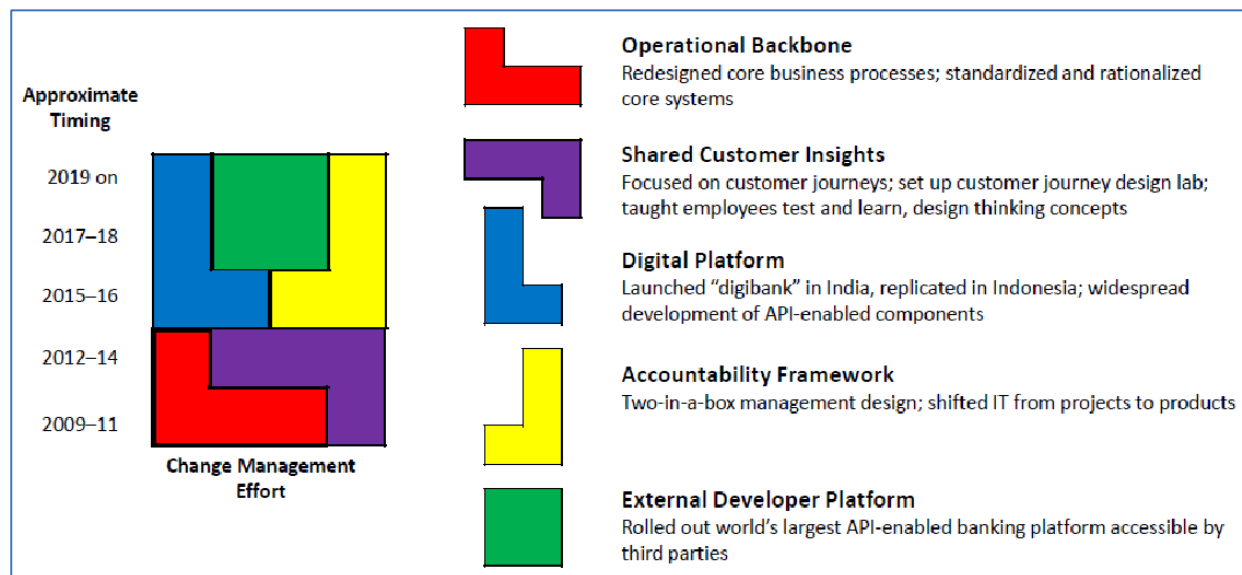 Approximate
Timing
2019 on
2017–18
2015–16
2012–14
2009–11
Change Management
Effort
Operational Backbone
Redesigned core business processes; standardized and rationalized
core systems
Shared Customer Insights
Focused on customer journeys; set up customer journey design lab;
taught employees test and learn, design thinking concepts
Digital Platform
Launched “digibank” in India, replicated in Indonesia; widespread
development of API-enabled components
Accountability Framework
Two-in-a-box management design; shifted IT from projects to products
External Developer Platform
Rolled out world’s largest API-enabled banking platform accessible by
third parties